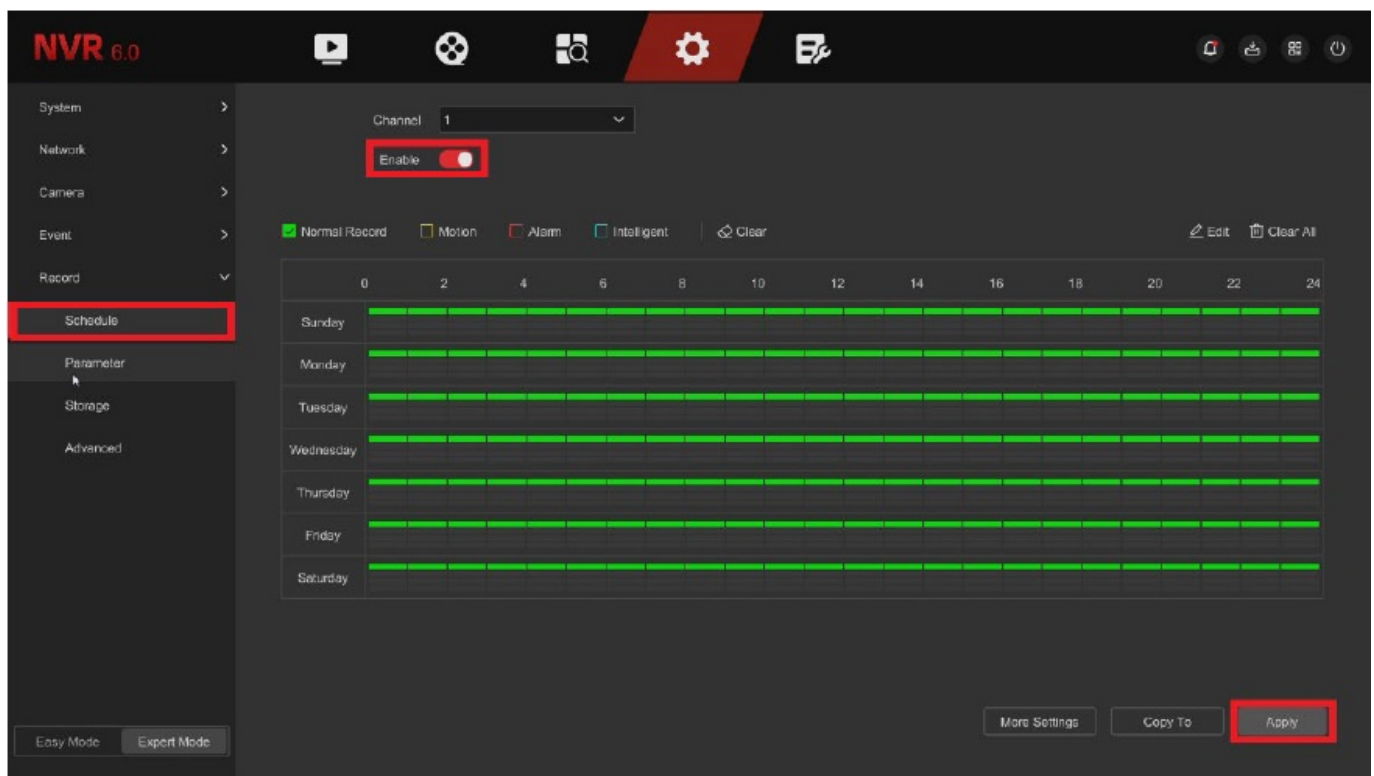 NVR 6.0
System
Network
Camera
Event
Record
Schedule
Parameter
Storage
Advanced
Easy Mode Expert Mode
Channel 1
Enable
Normal Record Motion Alarm Intelligent Clear Edit Clear All
0 2 4 6 8 10 12 14 16 18 20 22 24
Sunday
Monday
Tuesday
Wednesday
Thursday
Friday
Saturday
More Settings Copy To Apply